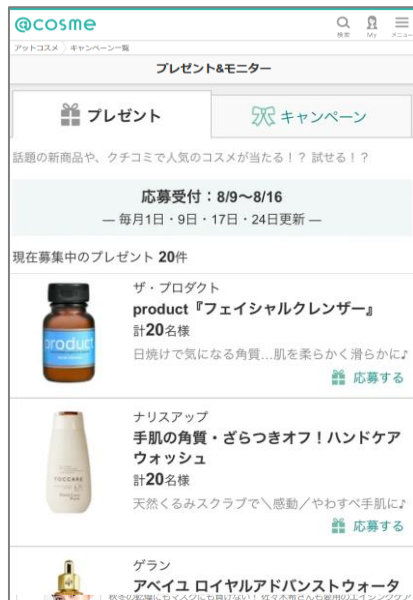 @cosme
検索 My メニュー
アットコスメ 〉 キャンペーン一覧
プレゼント&モニター
プレゼント
キャンペーン
話題の新商品や、クチコミで人気のコスメが当たる！？ 試せる！？
応募受付：8/9〜8/16
— 毎月1日・9日・17日・24日更新 —
現在募集中のプレゼント 20件
product
ザ・プロダクト
product『フェイシャルクレンザー』
計20名様
日焼けで気になる角質…肌を柔らかく滑らかに♪
応募する
TOCCARE
ナリスアップ
手肌の角質・ざらつきオフ！ハンドケア
ウォッシュ
計20名様
天然くるみスクラブで＼感動／やわすべ手肌に♪
応募する
ゲラン
アベイユ ロイヤルアドバンストウォータ